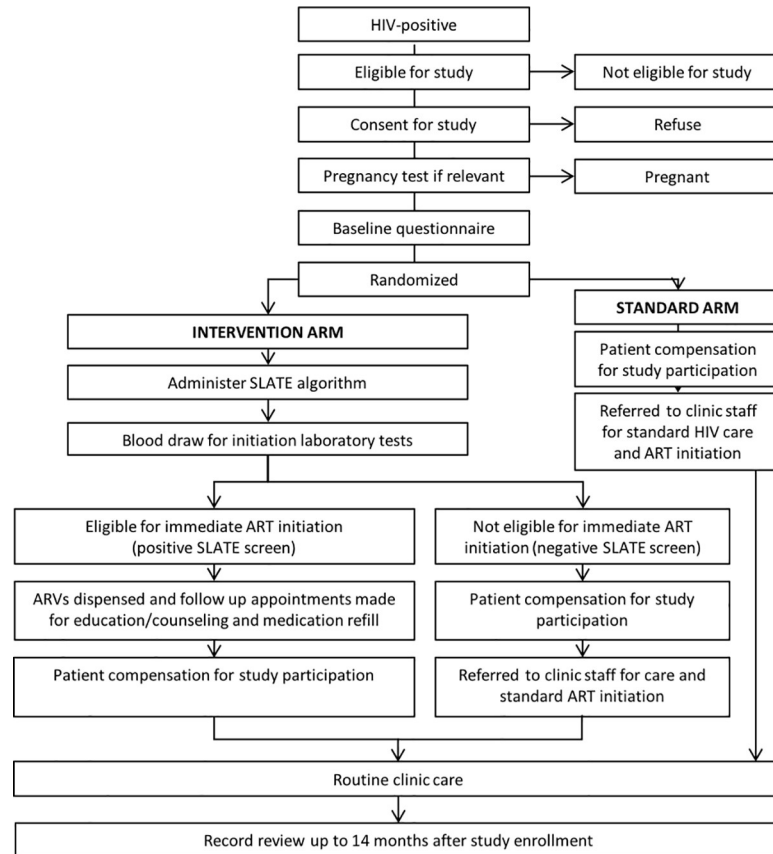 HIV-positive
Eligible for study
Not eligible for study
Consent for study
Refuse
Pregnancy test if relevant
Pregnant
Baseline questionnaire
Randomized
INTERVENTION ARM
STANDARD ARM
Administer SLATE algorithm
Patient compensation
for study participation
Blood draw for initiation laboratory tests
Referred to clinic staff
for standard HIV care
and ART initiation
Eligible for immediate ART initiation
(positive SLATE screen)
Not eligible for immediate ART
initiation (negative SLATE screen)
ARVs dispensed and follow up appointments made
for education/counseling and medication refill
Patient compensation for study
participation
Patient compensation for study participation
Referred to clinic staff for care and
standard ART initiation
Routine clinic care
Record review up to 14 months after study enrollment